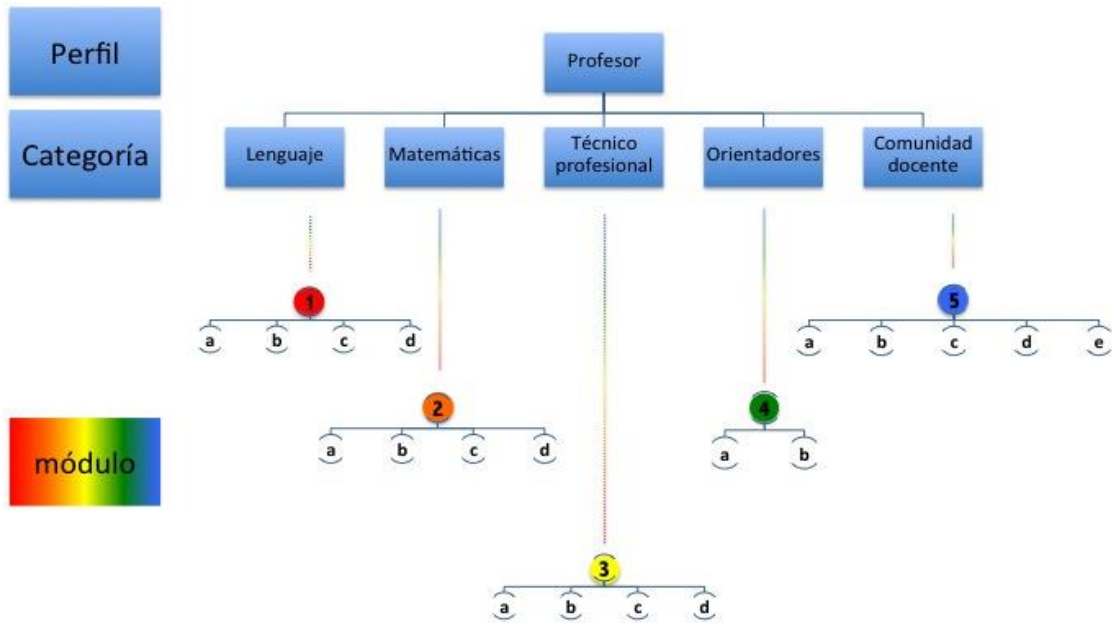 Perfil
Profesor
Categoría
Lenguaje
Matemáticas
Técnico
profesional
Orientadores
Comunidad
docente
1
a b c d
5
a b c d e
2
a b c d
4
a b
módulo
3
a b c d